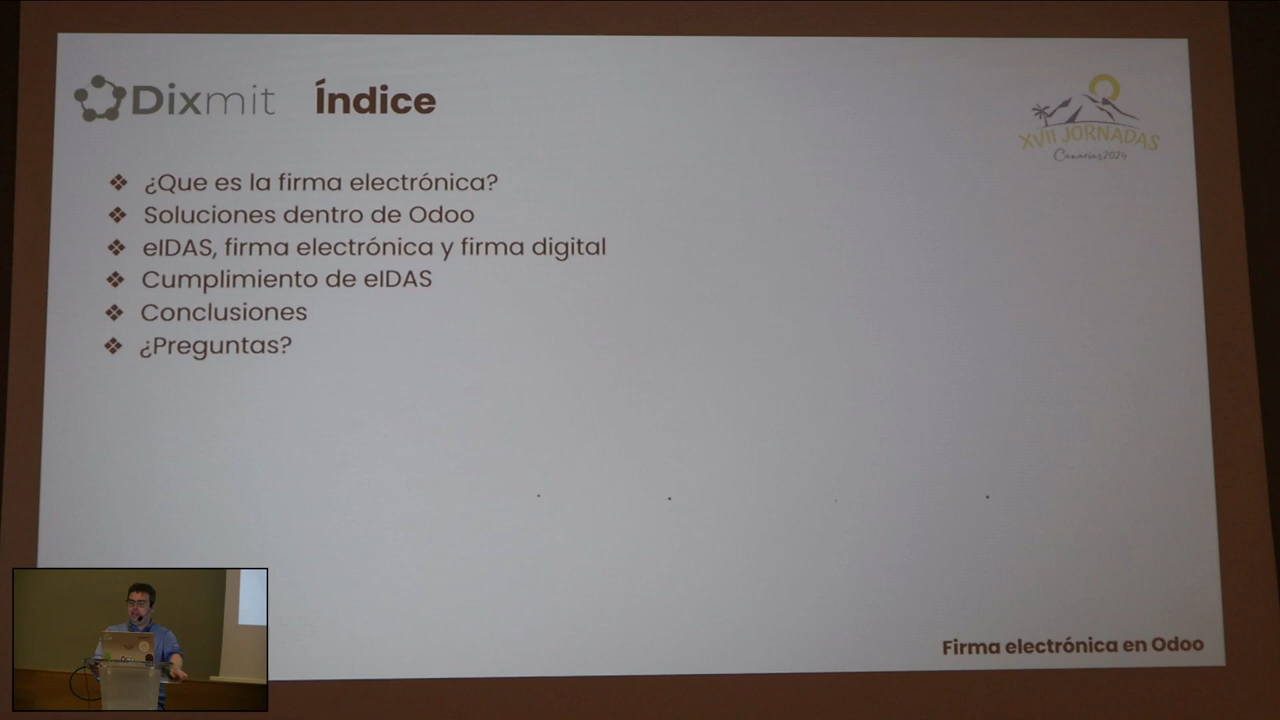 Dixmit
Índice
XVII JORNADAS
Canarias2024
❖ ¿Que es la firma electrónica?
❖ Soluciones dentro de Odoo
❖ eIDAS, firma electrónica y firma digital
❖ Cumplimiento de eIDAS
❖ Conclusiones
❖ ¿Preguntas?
Firma electrónica en Odoo